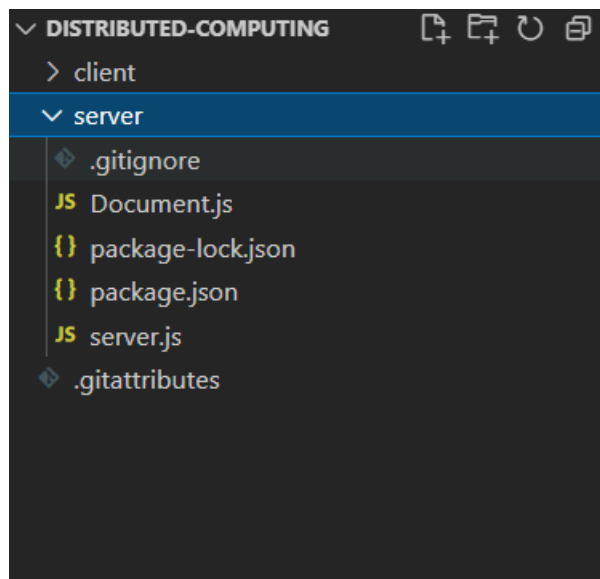 DISTRIBUTED-COMPUTING
client
server
.gitignore
JS Document.js
{} package-lock.json
{} package.json
JS server.js
.gitattributes